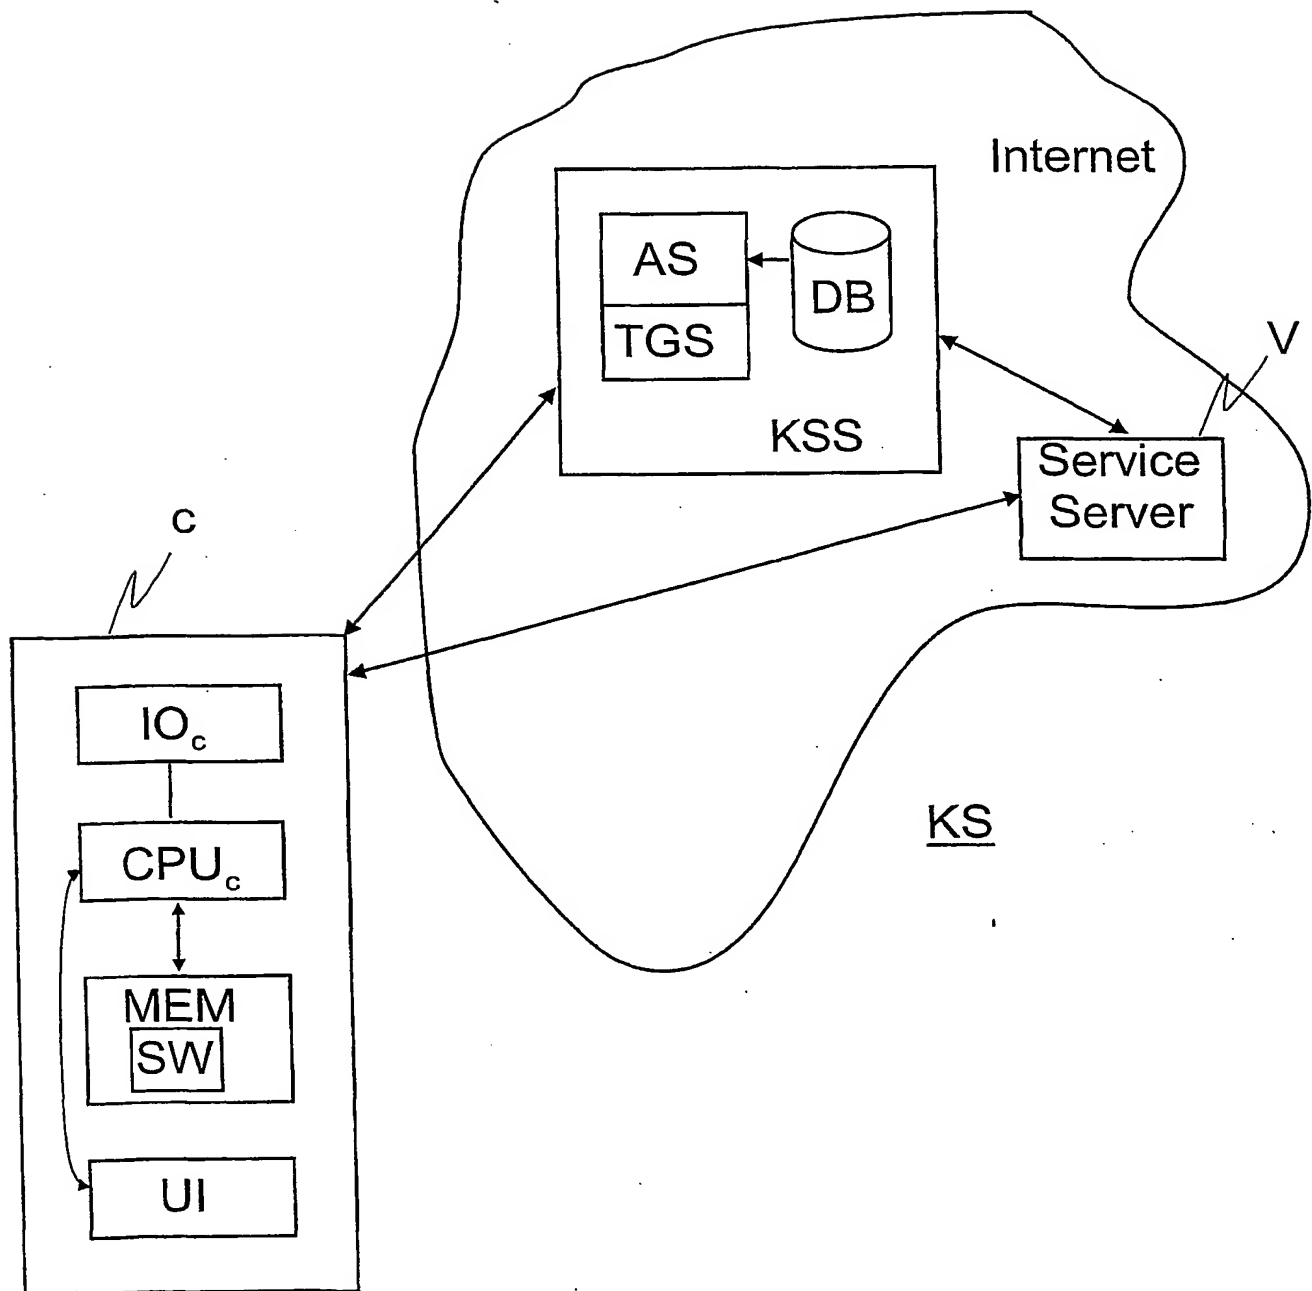 Internet
AS
DB
TGS
KSS
V
Service
Server
c
IOc
CPUc
KS
MEM
SW
UI